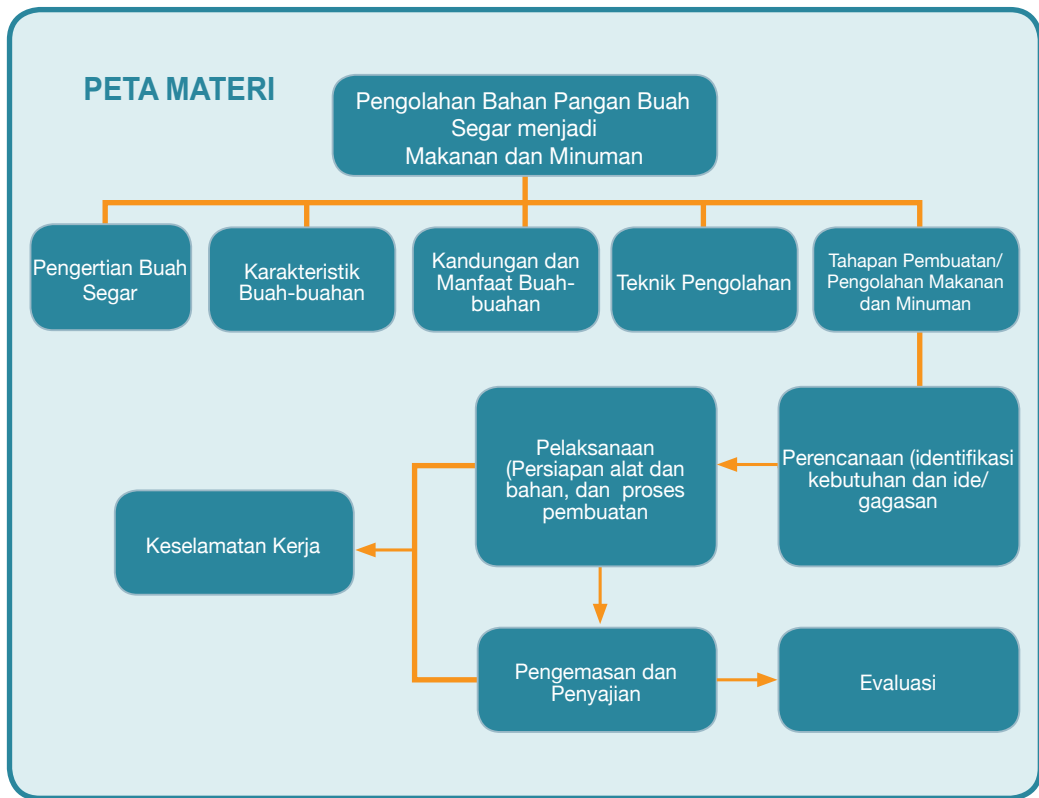 PETA MATERI
Pengolahan Bahan Pangan Buah
Segar menjadi
Makanan dan Minuman
Pengertian Buah
Segar
Karakteristik
Buah-buahan
Kandungan dan
Manfaat Buah-
buahan
Teknik Pengolahan
Tahapan Pembuatan/
Pengolahan Makanan
dan Minuman
Pelaksanaan
(Persiapan alat dan
bahan, dan proses
pembuatan
Perencanaan (identifikasi
kebutuhan dan ide/
gagasan
Keselamatan Kerja
Pengemasan dan
Penyajian
Evaluasi